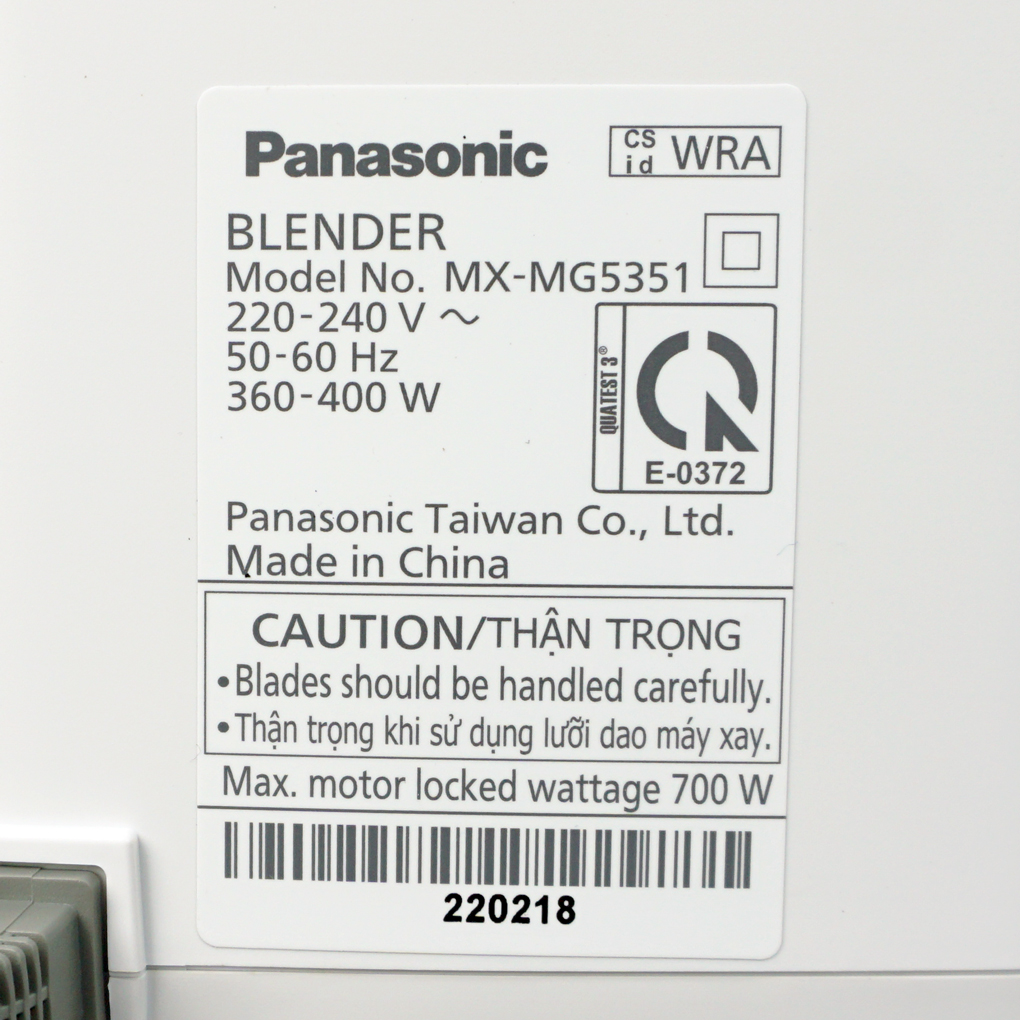 Panasonic
CS id WRA
BLENDER
Model No. MX-MG5351
220-240 V ~
50-60 Hz
360-400 W
QUATEST 3®
E-0372
Panasonic Taiwan Co., Ltd.
Made in China
CAUTION/THẬN TRỌNG
•Blades should be handled carefully.
•Thận trọng khi sử dụng lưỡi dao máy xay.
Max. motor locked wattage 700 W
220218